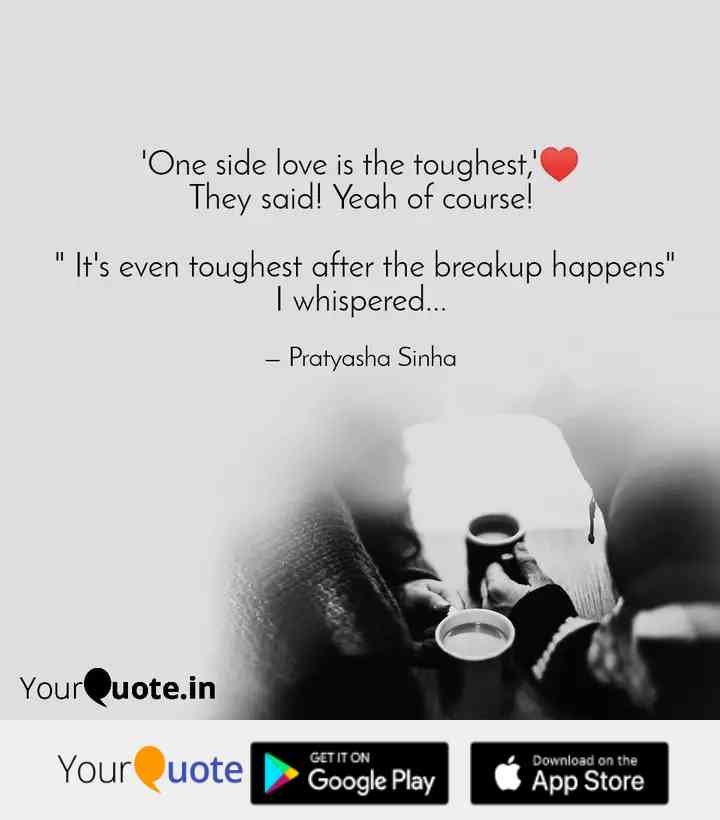 'One side love is the toughest,'♥️
They said! Yeah of course!
" It's even toughest after the breakup happens"
I whispered...
– Pratyasha Sinha
YourQuote.in
YourQuote
GET IT ON
Google Play
Download on the
App Store